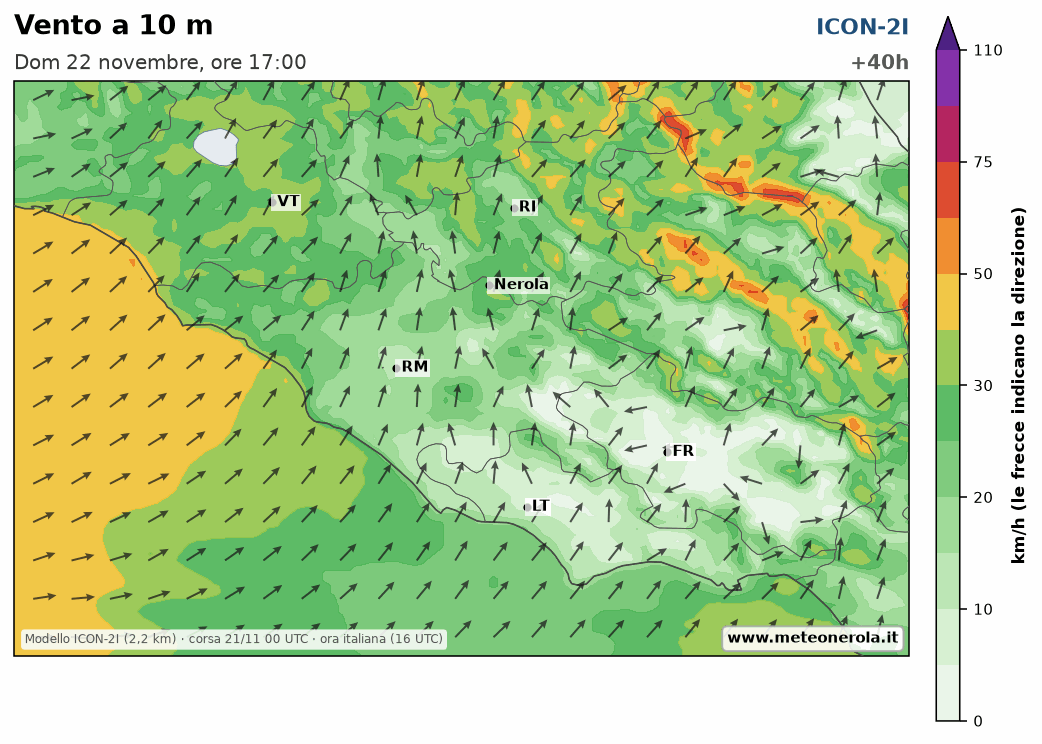 Vento a 10 m
ICON-2I
Dom 22 novembre, ore 17:00
+40h
VT
RI
Nerola
RM
FR
LT
Modello ICON-2I (2,2 km) · corsa 21/11 00 UTC · ora italiana (16 UTC)
www.meteonerola.it
110
75
50
30
20
10
0
km/h (le frecce indicano la direzione)